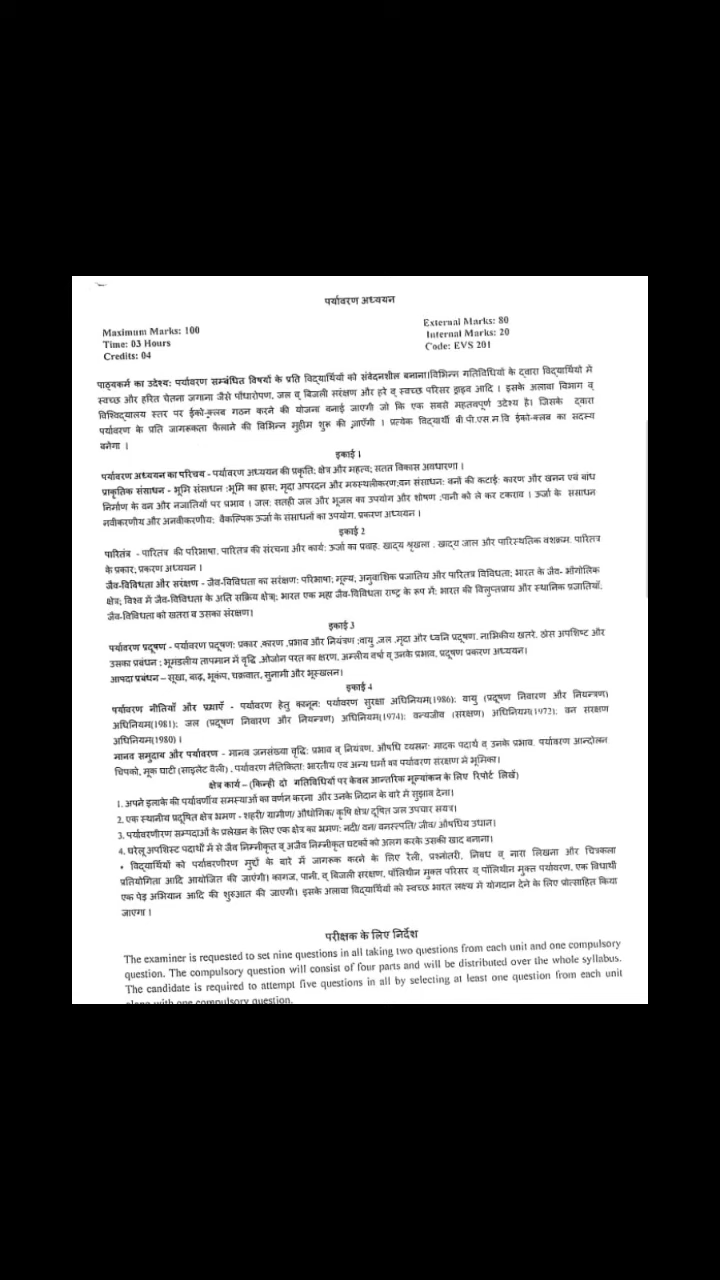 पर्यावरण अध्ययन
Maximum Marks: 100
Time: 03 Hours
Credits: 04
External Marks: 80
Internal Marks: 20
Code: EVS 201
पाठ्यकर्म का उदेश्य: पर्यावरण सम्बंधित विषयों के प्रति विद्यार्थियों को संवेदनशील बनाना।विभिन्न गतिविधियों के द्वारा विद्यार्थियो मे
स्वच्छ और हरित चेतना जगाना जैसे पौधारोपण, जल व् बिजली सरंक्षण और हरे व् स्वच्छ परिसर ड्राइव आदि । इसके अलावा विभाग व्
विश्विद्यालय स्तर पर ईको-क्लब गठन करने की योजना बनाई जाएगी जो कि एक सबसे महत्वपूर्ण उदेश्य है। जिसके द्वारा
पर्यावरण के प्रति जागरूकता फैलाने की विभिन्न मुहीम शुरू की जाएँगी । प्रत्येक विद्यार्थी बी.पी.एस म.वि ईको-क्लब का सदस्य
बनेगा ।
इकाई 1
पर्यावरण अध्ययन का परिचय - पर्यावरण अध्ययन की प्रकृति; क्षेत्र और महत्व; सतत विकास अवधारणा ।
प्राकृतिक संसाधन - भूमि संसाधन :भूमि का ह्रास; मृदा अपरदन और मरुस्थलीकरण;वन संसाधन: वनों की कटाई: कारण और खनन एवं बांध
निर्माण के वन और नजातियों पर प्रभाव । जल: सतही जल और भूजल का उपयोग और शोषण ;पानी को ले कर टकराव । ऊर्जा के संसाधन
नवीकरणीय और अनवीकरणीय: वैकल्पिक ऊर्जा के संसाधनों का उपयोग, प्रकरण अध्ययन ।
इकाई 2
पारितंत्र - पारितंत्र की परिभाषा. पारितंत्र की संरचना और कार्य: ऊर्जा का प्रवाह. खाद्य श्रृखला . खाद्य जाल और पारिस्थतिक वशक्रम. पारितंत्र
के प्रकार; प्रकरण अध्ययन ।
जैव-विविधता और सरंक्षण - जैव-विविधता का सरंक्षण: परिभाषा; मूल्य, अनुवाशिक प्रजातिय और पारितंत्र विविधता; भारत के जैव- भौगोलिक
क्षेत्र; विश्व में जैव-विविधता के अति सक्रिय क्षेत्र; भारत एक महा जैव-विविधता राष्ट्र के रूप में: भारत की विलुप्तप्राय और स्थानिक प्रजातियाँ.
जैव-विविधता को खतरा व उसका संरक्षण।
इकाई 3
पर्यावरण प्रदूषण - पर्यावरण प्रदूषण: प्रकार ,कारण ,प्रभाव और नियंत्रण ;वायु ,जल ,मृदा और ध्वनि प्रदूषण. नाभिकीय खतरे. ठोस अपशिष्ट और
उसका प्रबंधन ; भूमंडलीय तापमान में वृद्धि ,ओजोन परत का क्षरण, अम्लीय वर्षा व् उनके प्रभाव, प्रदूषण प्रकरण अध्ययन।
आपदा प्रबंधन – सूखा, बाढ़, भूकंप, चक्रवात, सुनामी और भूस्खलन।
इकाई 4
पर्यावरण नीतियाँ और प्रथाएँ - पर्यावरण हेतु कानून: पर्यावरण सुरक्षा अधिनियम(1986); वायु (प्रदूषण निवारण और नियन्त्रण)
अधिनियम(1981); जल (प्रदूषण निवारण और नियन्त्रण) अधिनियम(1974); वन्यजीव (संरक्षण) अधिनियम(1972); वन संरक्षण
अधिनियम(1980) ।
मानव समुदाय और पर्यावरण - मानव जनसंख्या वृद्धि: प्रभाव व् नियंत्रण, औषधि व्यसन: मादक पदार्थ व् उनके प्रभाव. पर्यावरण आन्दोलन
चिपको, मूक घाटी (साइलेंट वैली) , पर्यावरण नैतिकिता: भारतीय एवं अन्य धर्मों का पर्यावरण संरक्षण में भूमिका।
क्षेत्र कार्य – (किन्ही दो गतिविधियों पर केवल आन्तरिक मूल्यांकन के लिए रिपोर्ट लिखें)
1. अपने इलाके की पर्यावर्णीय समस्याओं का वर्णन करना और उनके निदान के बारे मे सुझाव देना।
2. एक स्थानीय प्रदूषित क्षेत्र भ्रमण - शहरी/ ग्रामीण/ औधोगिक/ कृषि क्षेत्र/ दूषित जल उपचार सयंत्र।
3. पर्यावरणीरण सम्पदाओं के प्रलेखन के लिए एक क्षेत्र का भ्रमण: नदी/ वन/ वनस्पति/ जीव/ औषधिय उधान।
4. घरेलू अपशिस्ट पदार्थों में से जैव निम्नीकृत व् अजैव निम्नीकृत घटकों को अलग करके उसकी खाद बनाना।
• विद्यार्थियों को पर्यावरणीरण मुद्दों के बारे में जागरूक करने के लिए रैली, प्रश्नोतरी, निबध व् नारा लिखना और चित्रकला
प्रतियोगिता आदि आयोजित की जाएंगी। कागज, पानी, व् बिजली सरंक्षण, पॉलिथीन मुक्त परिसर व् पॉलिथीन मुक्त पर्यावरण, एक विधार्थी
एक पेड़ अभियान आदि की शुरुआत की जाएगी। इसके अलावा विद्यार्थियों को स्वच्छ भारत लक्ष्य मे योगदान देने के लिए प्रोत्साहित किया
जाएगा ।
परीक्षक के लिए निर्देश
The examiner is requested to set nine questions in all taking two questions from each unit and one compulsory
question. The compulsory question will consist of four parts and will be distributed over the whole syllabus.
The candidate is required to attempt five questions in all by selecting at least one question from each unit
along with one compulsory question.